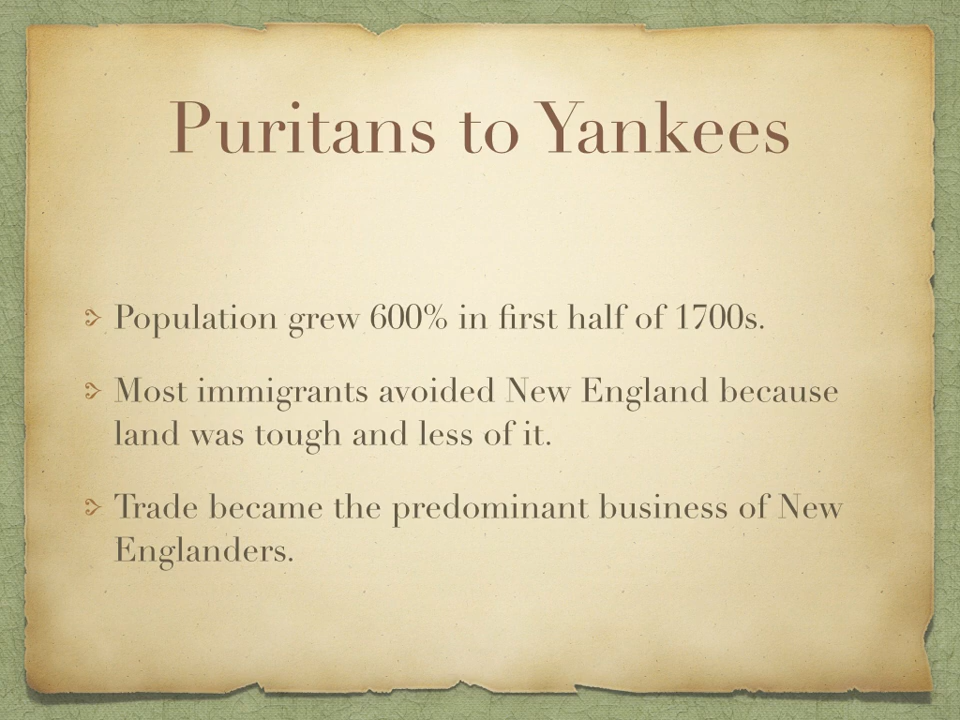 Puritans to Yankees
Population grew 600% in first half of 1700s.
Most immigrants avoided New England because
land was tough and less of it.
Trade became the predominant business of New
Englanders.